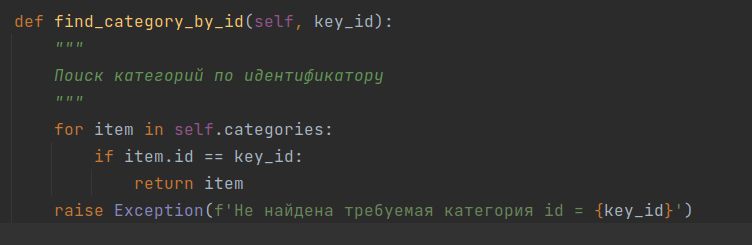 def find_category_by_id(self, key_id):
"""
Поиск категорий по идентификатору
"""
for item in self.categories:
if item.id == key_id:
return item
raise Exception(f'Не найдена требуемая категория id = {key_id}')